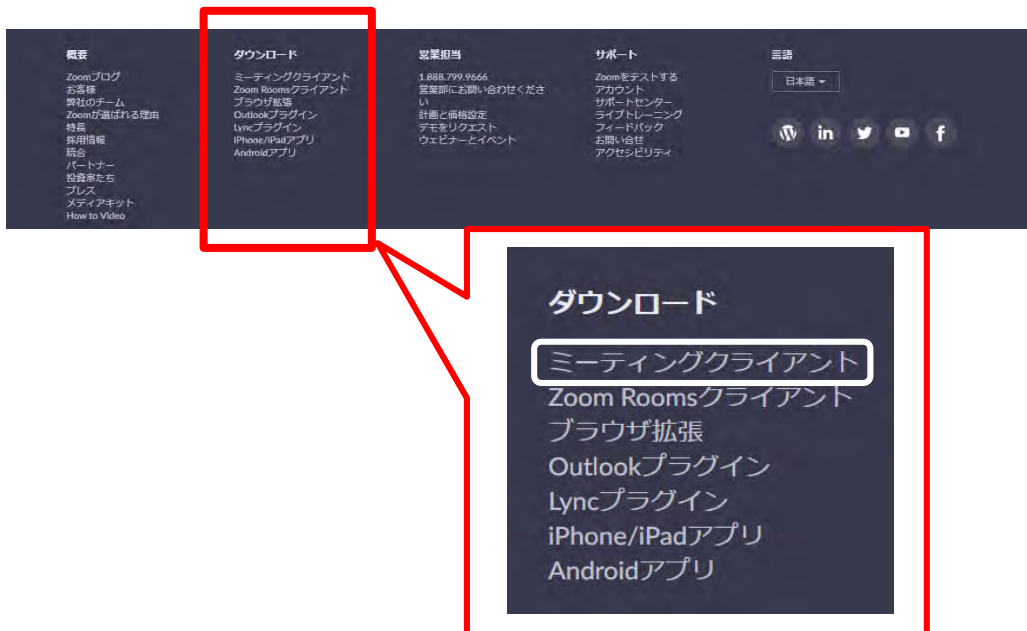 概要
Zoomブログ
お客様
弊社のチーム
Zoomが選ばれる理由
特長
採用情報
統合
パートナー
投資家たち
プレス
メディアキット
How to Video
ダウンロード
ミーティングクライアント
Zoom Roomsクライアント
ブラウザ拡張
Outlookプラグイン
Lyncプラグイン
iPhone/iPadアプリ
Androidアプリ
営業担当
1.888.799.9666
営業部にお問い合わせくださ
い
計画と価格設定
デモをリクエスト
ウェビナーとイベント
サポート
Zoomをテストする
アカウント
サポートセンター
ライブトレーニング
フィードバック
お問い合せ
アクセシビリティ
言語
日本語
ダウンロード
ミーティングクライアント
Zoom Roomsクライアント
ブラウザ拡張
Outlookプラグイン
Lyncプラグイン
iPhone/iPadアプリ
Androidアプリ